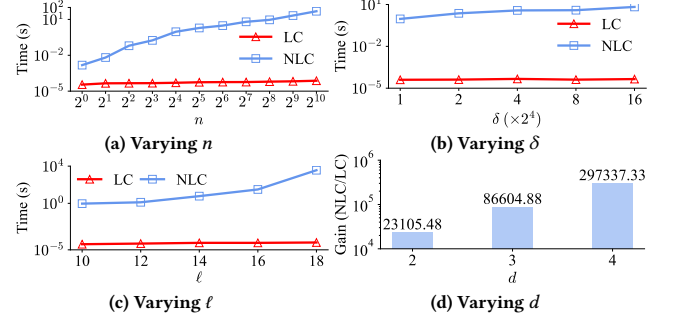 10² 10¹ 10⁻² 10⁻⁵
Time (s)
LC
NLC
2⁰ 2¹ 2² 2³ 2⁴ 2⁵ 2⁶ 2⁷ 2⁸ 2⁹ 2¹⁰
n
(a) Varying n
10¹ 10⁻² 10⁻⁵
Time (s)
LC
NLC
1 2 4 8 16
δ (×2⁴)
(b) Varying δ
10⁴ 10⁰ 10⁻⁵
Time (s)
LC NLC
10 12 14 16 18
ℓ
(c) Varying ℓ
10⁶ 10⁵ 10⁴
Gain (NLC/LC)
23105.48
86604.88
297337.33
2 3 4
d
(d) Varying d